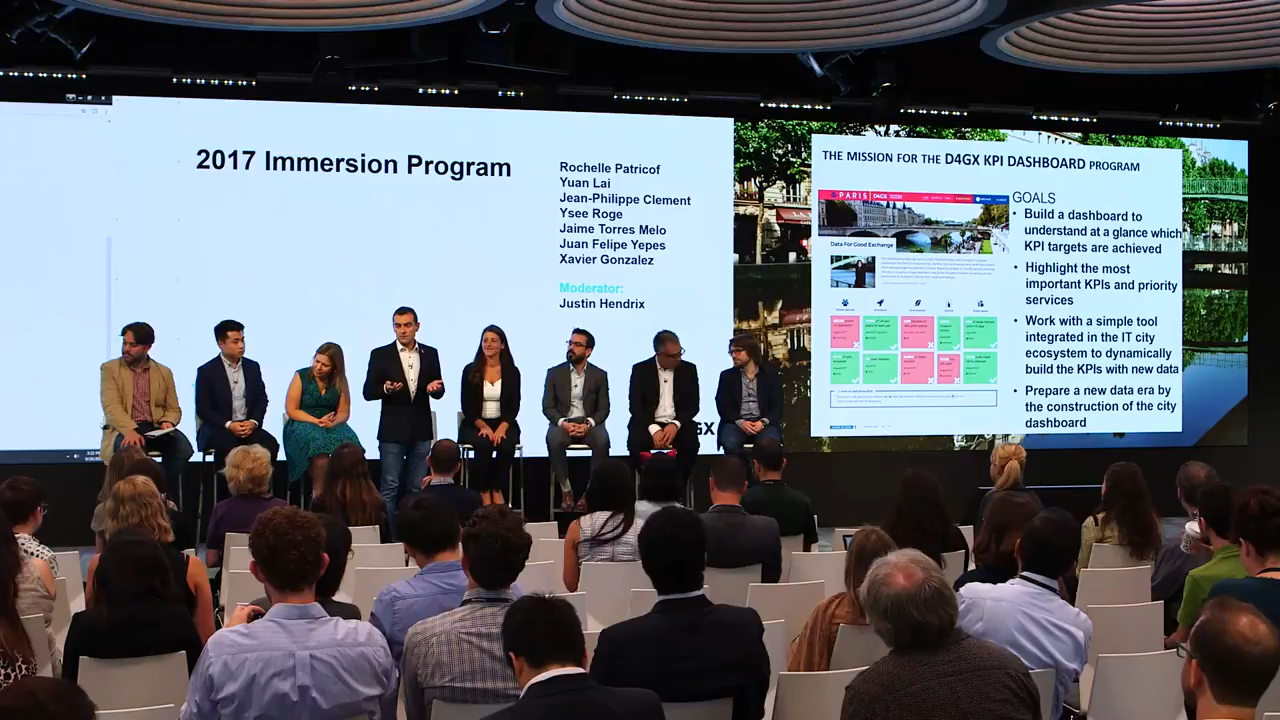 2017 Immersion Program
Rochelle Patricof
Yuan Lai
Jean-Philippe Clement
Ysee Roge
Jaime Torres Melo
Juan Felipe Yepes
Xavier Gonzalez
Moderator:
Justin Hendrix
GX
THE MISSION FOR THE D4GX KPI DASHBOARD PROGRAM
PARIS D4GX
Data For Good Exchange
GOALS
• Build a dashboard to
understand at a glance which
KPI targets are achieved
• Highlight the most
important KPIs and priority
services
• Work with a simple tool
integrated in the IT city
ecosystem to dynamically
build the KPIs with new data
• Prepare a new data era by
the construction of the city
dashboard